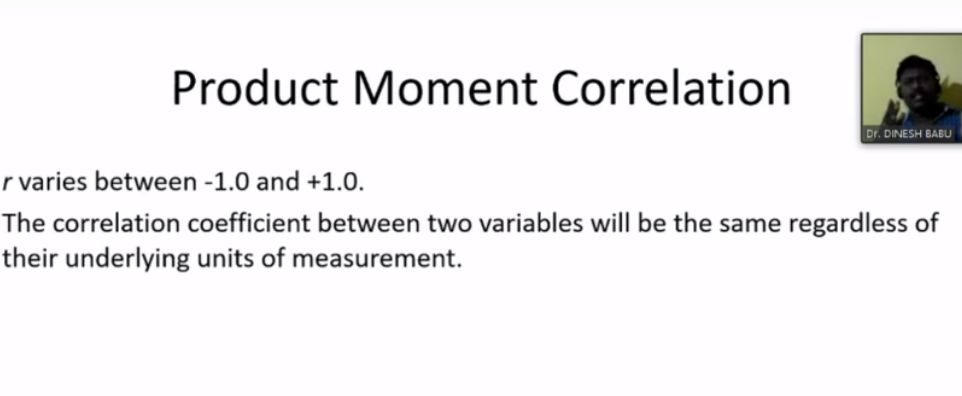 Product Moment Correlation
Dr. DINESH BABU
r varies between -1.0 and +1.0.
The correlation coefficient between two variables will be the same regardless of
their underlying units of measurement.